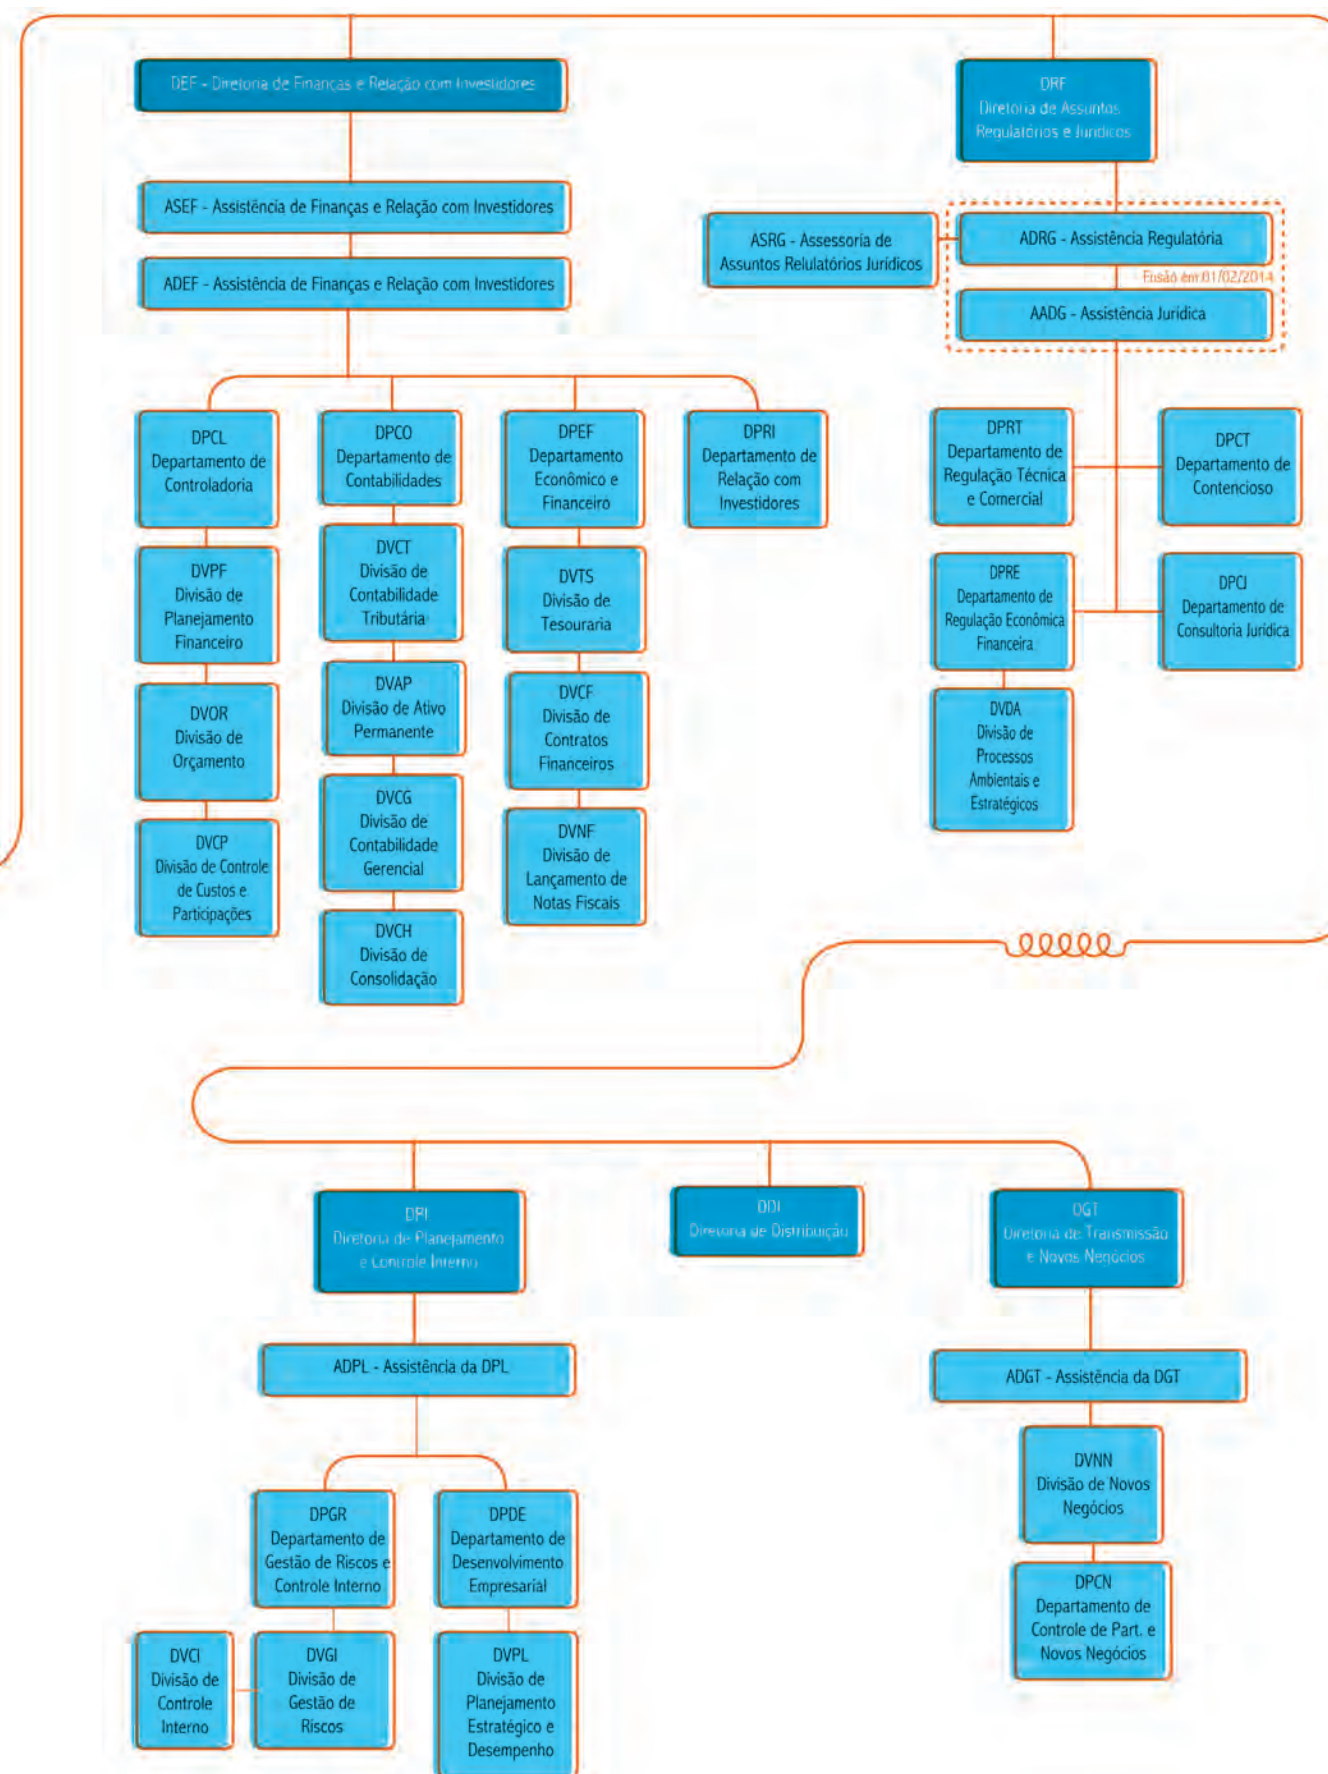 DEF - Diretoria de Finanças e Relação com Investidores
ASEF - Assistência de Finanças e Relação com Investidores
ADEF - Assistência de Finanças e Relação com Investidores
DPCL
Departamento de
Controladoria
DVPF
Divisão de
Planejamento
Financeiro
DVOR
Divisão de
Orçamento
DVCP
Divisão de Controle
de Custos e
Participações
DPCO
Departamento de
Contabilidades
DVCT
Divisão de
Contabilidade
Tributária
DVAP
Divisão de Ativo
Permanente
DVCG
Divisão de
Contabilidade
Gerencial
DVCH
Divisão de
Consolidação
DPEF
Departamento
Econômico e
Financeiro
DVTS
Divisão de
Tesouraria
DVCF
Divisão de
Contratos
Financeiros
DVNF
Divisão de
Lançamento de
Notas Fiscais
DPRI
Departamento de
Relação com
Investidores
DRF
Diretoria de Assuntos
Regulatórios e Jurídicos
ASRG - Assessoria de
Assuntos Relulatórios Jurídicos
ADRG - Assistência Regulatória
Fusão em 01/02/2014
AADG - Assistência Jurídica
DPRT
Departamento de
Regulação Técnica
e Comercial
DPCT
Departamento de
Contencioso
DPRE
Departamento de
Regulação Econômica
Financeira
DPCJ
Departamento de
Consultoria Jurídica
DVDA
Divisão de
Processos
Ambientais e
Estratégicos
Diretoria de Planejamento
e Controle Interno
ADPL - Assistência da DPL
DPGR
Departamento de
Gestão de Riscos e
Controle Interno
DPDE
Departamento de
Desenvolvimento
Empresarial
DVCI
Divisão de
Controle
Interno
DVGI
Divisão de
Gestão de
Riscos
DVPL
Divisão de
Planejamento
Estratégico e
Desempenho
DDI
Diretoria de Distribuição
DGT
Diretoria de Transmissão
e Novos Negócios
ADGT - Assistência da DGT
DVNN
Divisão de Novos
Negócios
DPCN
Departamento de
Controle de Part. e
Novos Negócios